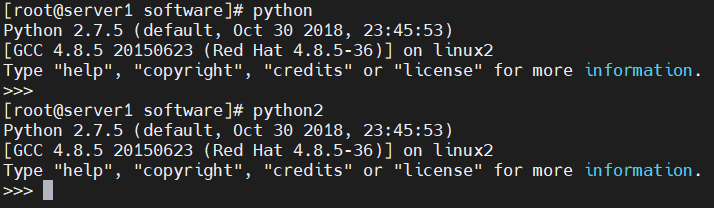 [root@server1 software]# python
Python 2.7.5 (default, Oct 30 2018, 23:45:53)
[GCC 4.8.5 20150623 (Red Hat 4.8.5-36)] on linux2
Type "help", "copyright", "credits" or "license" for more information.
>>>
[root@server1 software]# python2
Python 2.7.5 (default, Oct 30 2018, 23:45:53)
[GCC 4.8.5 20150623 (Red Hat 4.8.5-36)] on linux2
Type "help", "copyright", "credits" or "license" for more information.
>>>